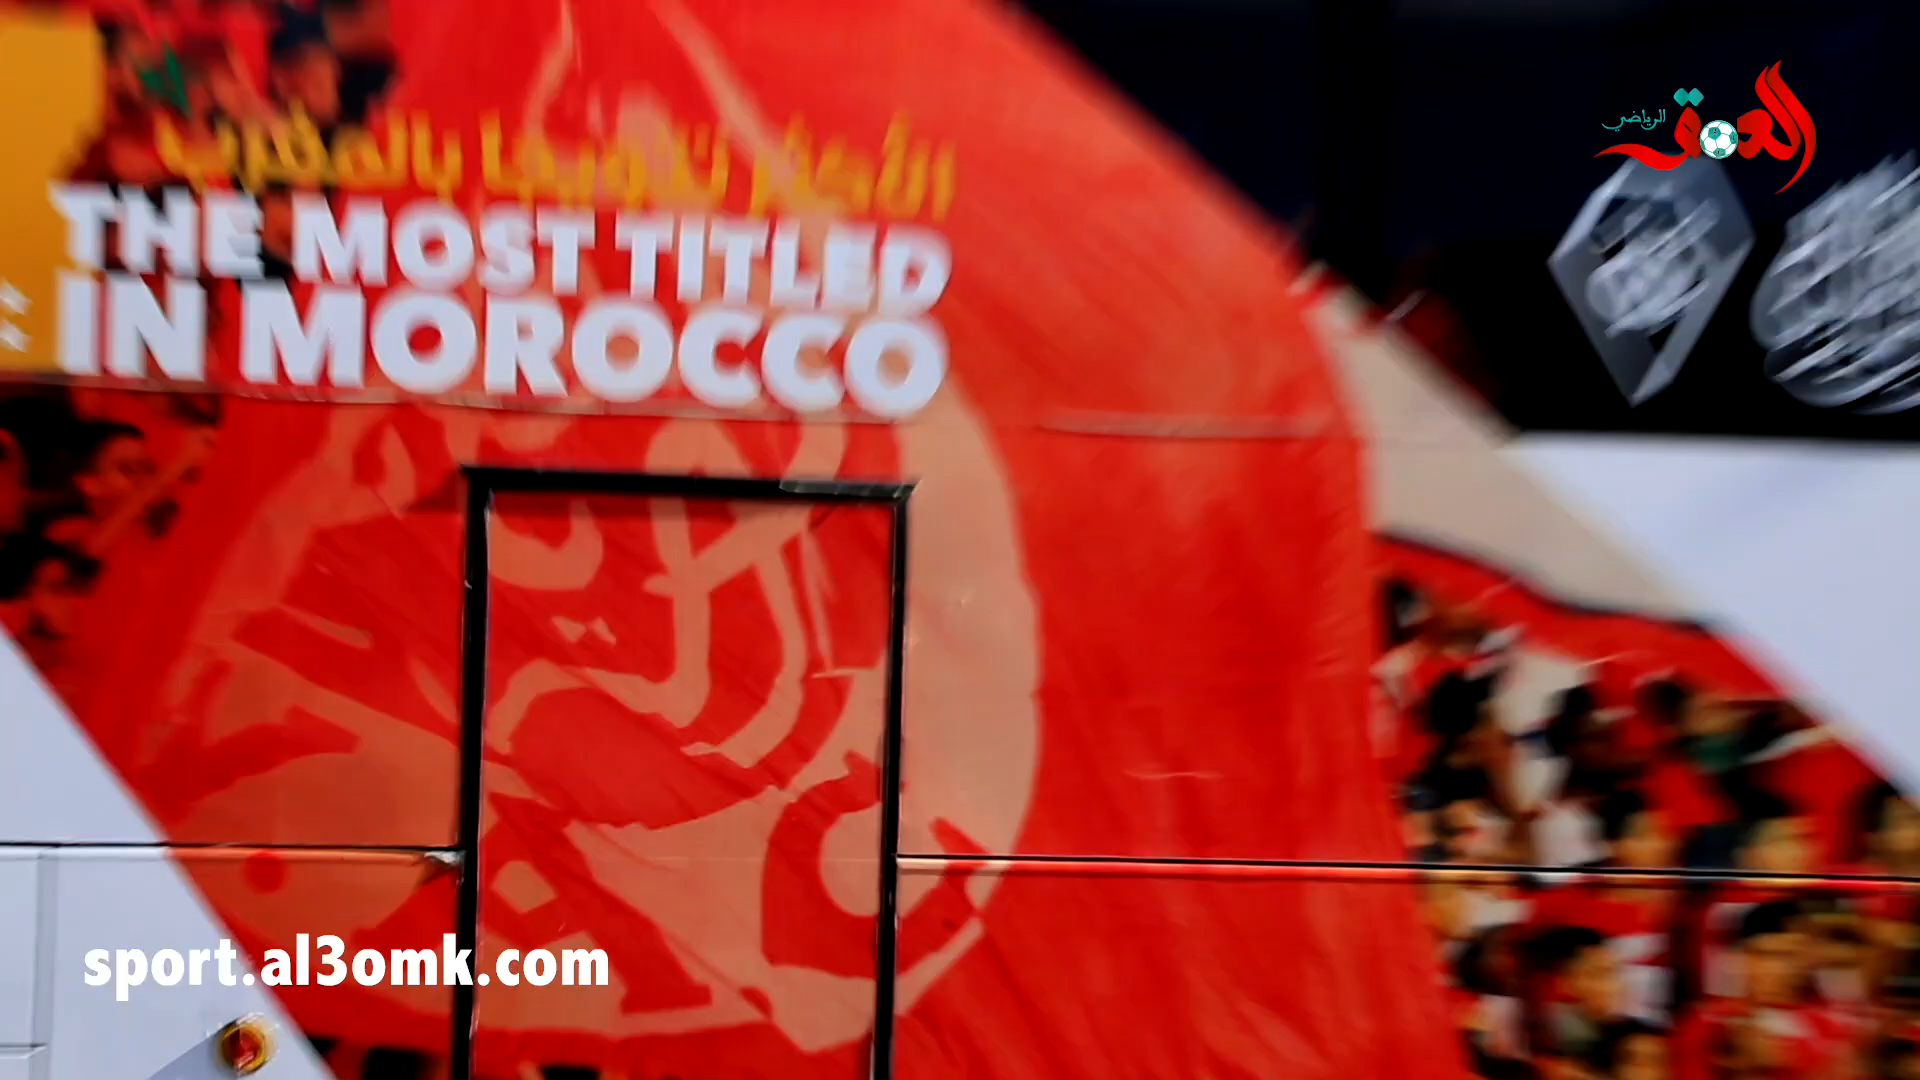 العمق
الرياضي
الأكثر تتويجا بالمغرب
THE MOST TITLED
IN MOROCCO
sport.al3omk.com